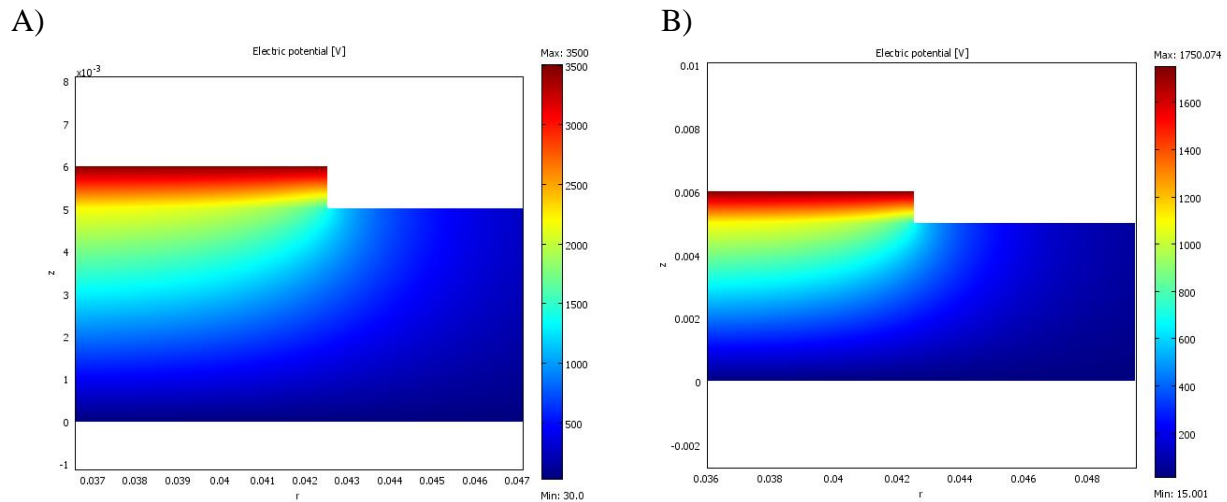 A)
Electric potential [V]
Max: 3500
x10⁻³
8
7
6
5
4
3
2
1
0
-1
z
0.037 0.038 0.039 0.04 0.041 0.042 0.043 0.044 0.045 0.046 0.047
r
3500
3000
2500
2000
1500
1000
500
Min: 30.0
B)
Electric potential [V]
Max: 1750.074
0.01
0.008
0.006
0.004
0.002
0
-0.002
z
0.036 0.038 0.04 0.042 0.044 0.046 0.048
r
1600
1400
1200
1000
800
600
400
200
Min: 15.001